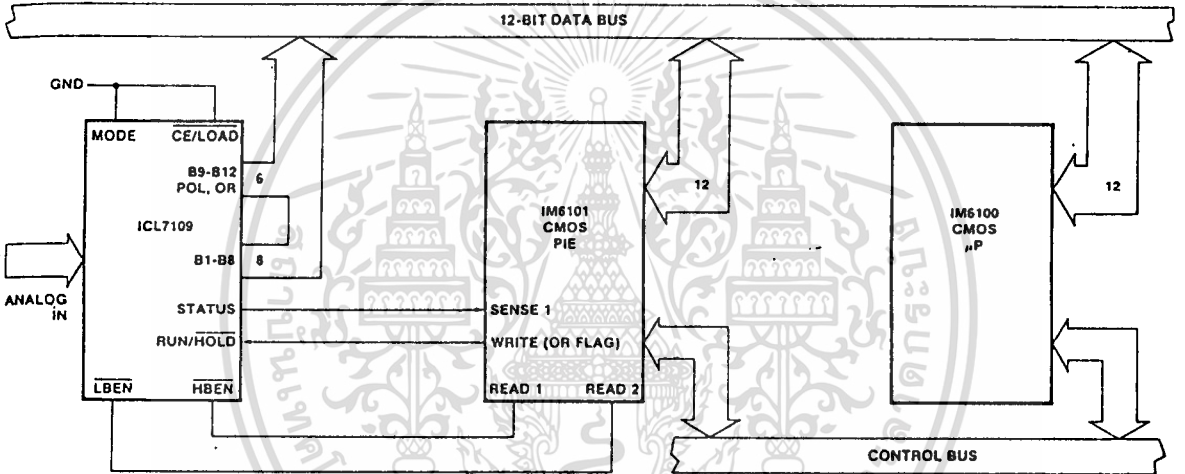 12-BIT DATA BUS
GND
MODE
CE/LOAD
B9-B12
POL, OR
6
ICL7109
B1-B8
8
ANALOG
IN
STATUS
RUN/HOLD
LBEN
HBEN
IM6101
CMOS
PIE
12
SENSE 1
WRITE (OR FLAG)
READ 1
READ 2
IM6100
CMOS
μP
12
CONTROL BUS